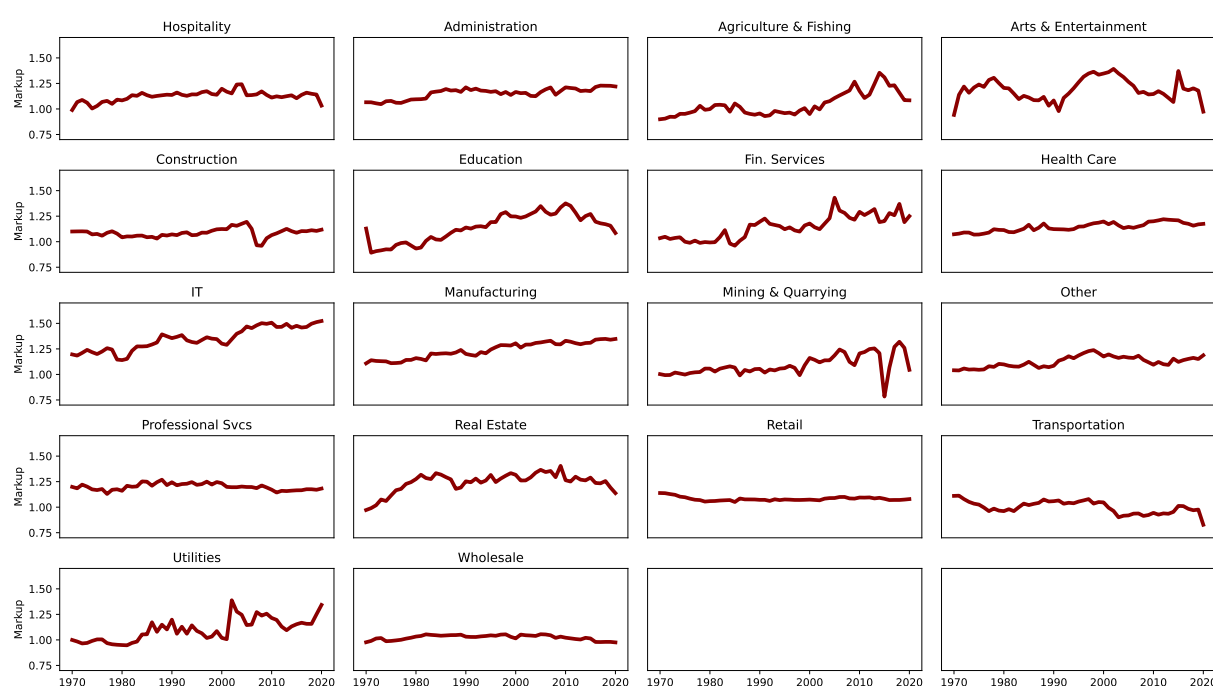 Hospitality
Administration
Agriculture & Fishing
Arts & Entertainment
Markup
1.50
1.25
1.00
0.75
Construction
Education
Fin. Services
Health Care
Markup
1.50
1.25
1.00
0.75
IT
Manufacturing
Mining & Quarrying
Other
Markup
1.50
1.25
1.00
0.75
Professional Svcs
Real Estate
Retail
Transportation
Markup
1.50
1.25
1.00
0.75
Utilities
Wholesale
Markup
1.50
1.25
1.00
0.75
1970 1980 1990 2000 2010 2020
1970 1980 1990 2000 2010 2020
1970 1980 1990 2000 2010 2020
1970 1980 1990 2000 2010 2020